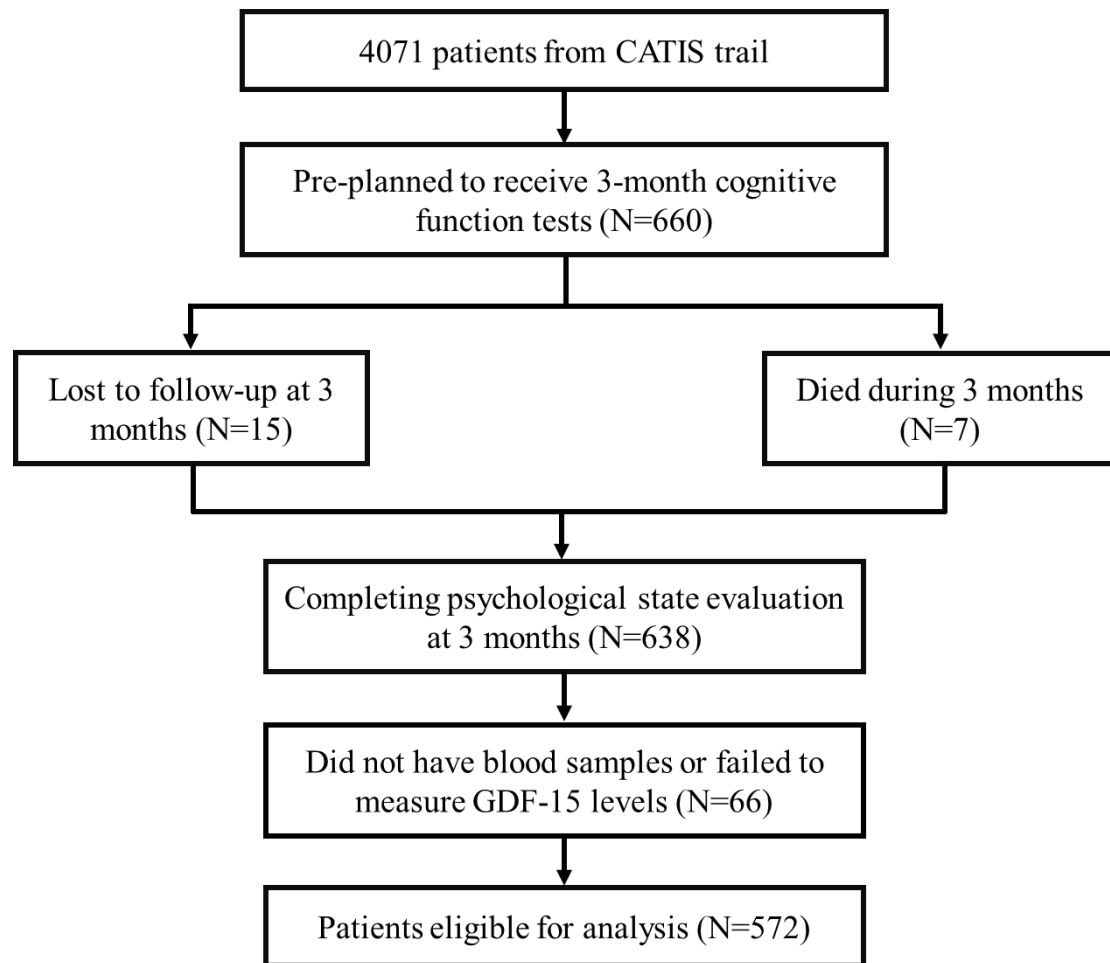 4071 patients from CATIS trail
Pre-planned to receive 3-month cognitive
function tests (N=660)
Lost to follow-up at 3
months (N=15)
Died during 3 months
(N=7)
Completing psychological state evaluation
at 3 months (N=638)
Did not have blood samples or failed to
measure GDF-15 levels (N=66)
Patients eligible for analysis (N=572)